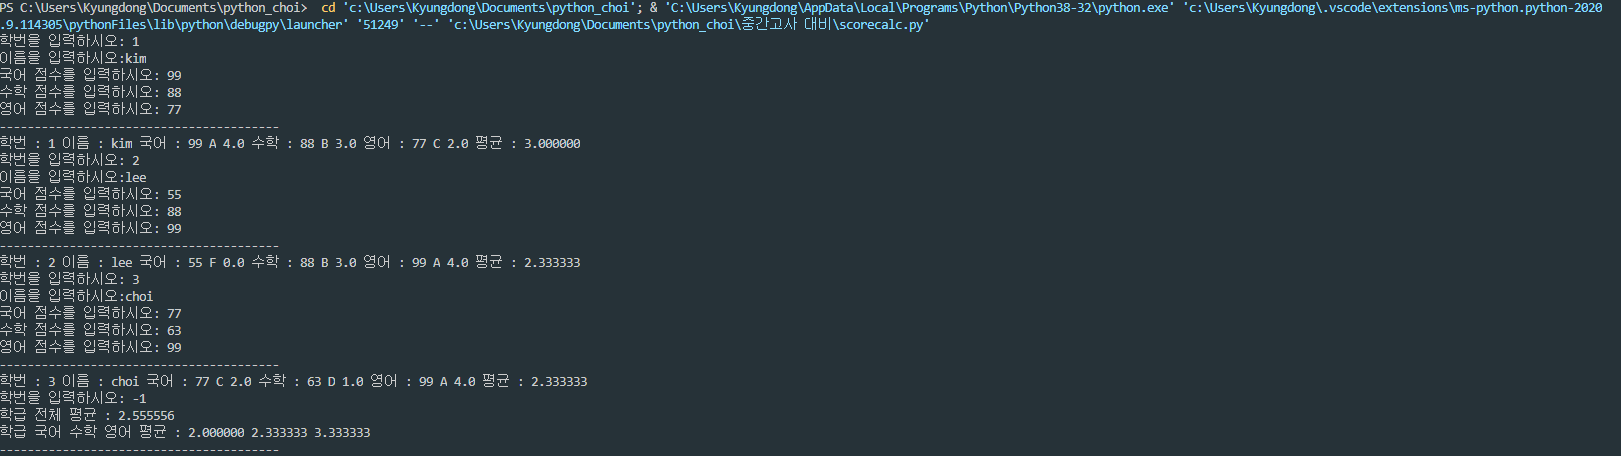 PS C:\Users\Kyungdong\Documents\python_choi>  cd 'c:\Users\Kyungdong\Documents\python_choi'; & 'C:\Users\Kyungdong\AppData\Local\Programs\Python\Python38-32\python.exe' 'c:\Users\Kyungdong\.vscode\extensions\ms-python.python-2020
.9.114305\pythonFiles\lib\python\debugpy\launcher' '51249' '--' 'c:\Users\Kyungdong\Documents\python_choi\중간고사 대비\scorecalc.py'
학번을 입력하시오: 1
이름을 입력하시오:kim
국어 점수를 입력하시오: 99
수학 점수를 입력하시오: 88
영어 점수를 입력하시오: 77
----------------------------------------
학번 : 1 이름 : kim 국어 : 99 A 4.0 수학 : 88 B 3.0 영어 : 77 C 2.0 평균 : 3.000000
학번을 입력하시오: 2
이름을 입력하시오:lee
국어 점수를 입력하시오: 55
수학 점수를 입력하시오: 88
영어 점수를 입력하시오: 99
----------------------------------------
학번 : 2 이름 : lee 국어 : 55 F 0.0 수학 : 88 B 3.0 영어 : 99 A 4.0 평균 : 2.333333
학번을 입력하시오: 3
이름을 입력하시오:choi
국어 점수를 입력하시오: 77
수학 점수를 입력하시오: 63
영어 점수를 입력하시오: 99
----------------------------------------
학번 : 3 이름 : choi 국어 : 77 C 2.0 수학 : 63 D 1.0 영어 : 99 A 4.0 평균 : 2.333333
학번을 입력하시오: -1
학급 전체 평균 : 2.555556
학급 국어 수학 영어 평균 : 2.000000 2.333333 3.333333
----------------------------------------